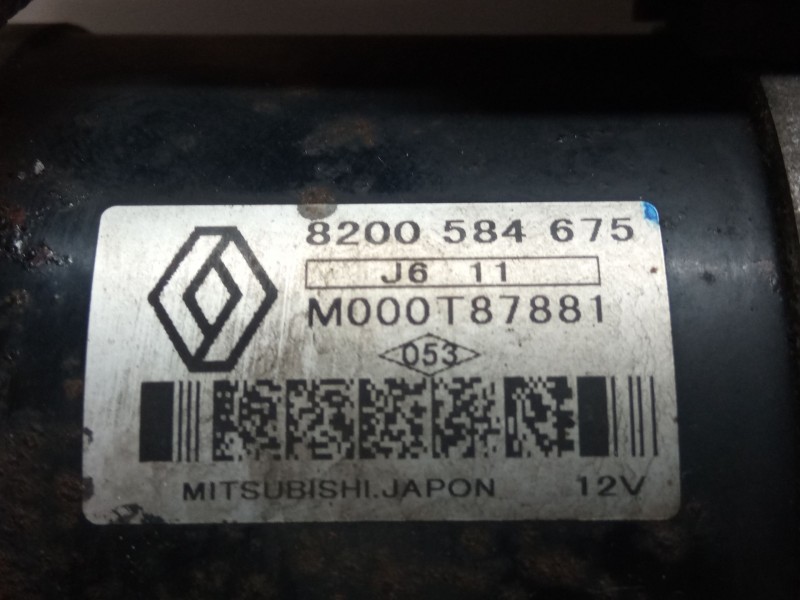 8200 584 675
J6 11
M000T87881
053
MITSUBISHI.JAPON 12V